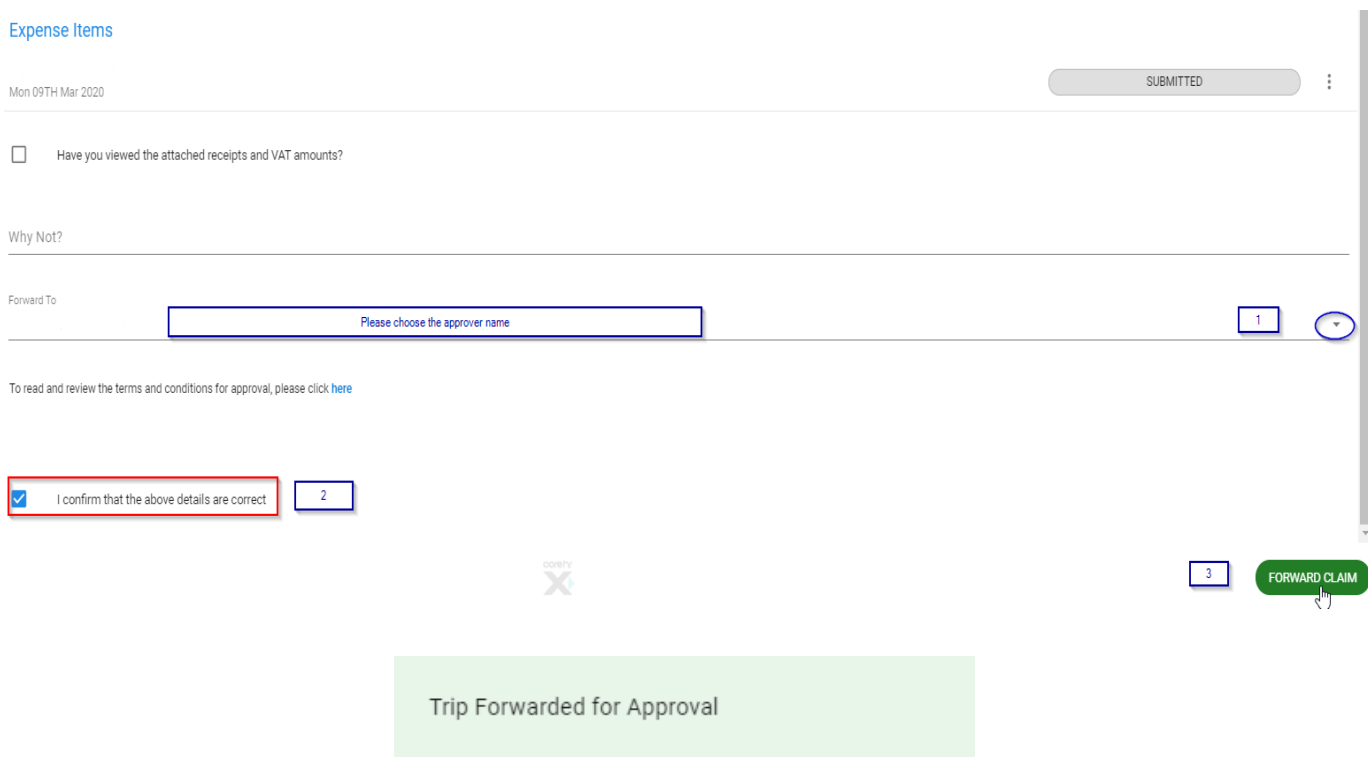 Expense Items
SUBMITTED
Mon 09TH Mar 2020
Have you viewed the attached receipts and VAT amounts?
Why Not?
Forward To
Please choose the approver name
1
To read and review the terms and conditions for approval, please click here
I confirm that the above details are correct
2
corehr
X
3
FORWARD CLAIM
Trip Forwarded for Approval